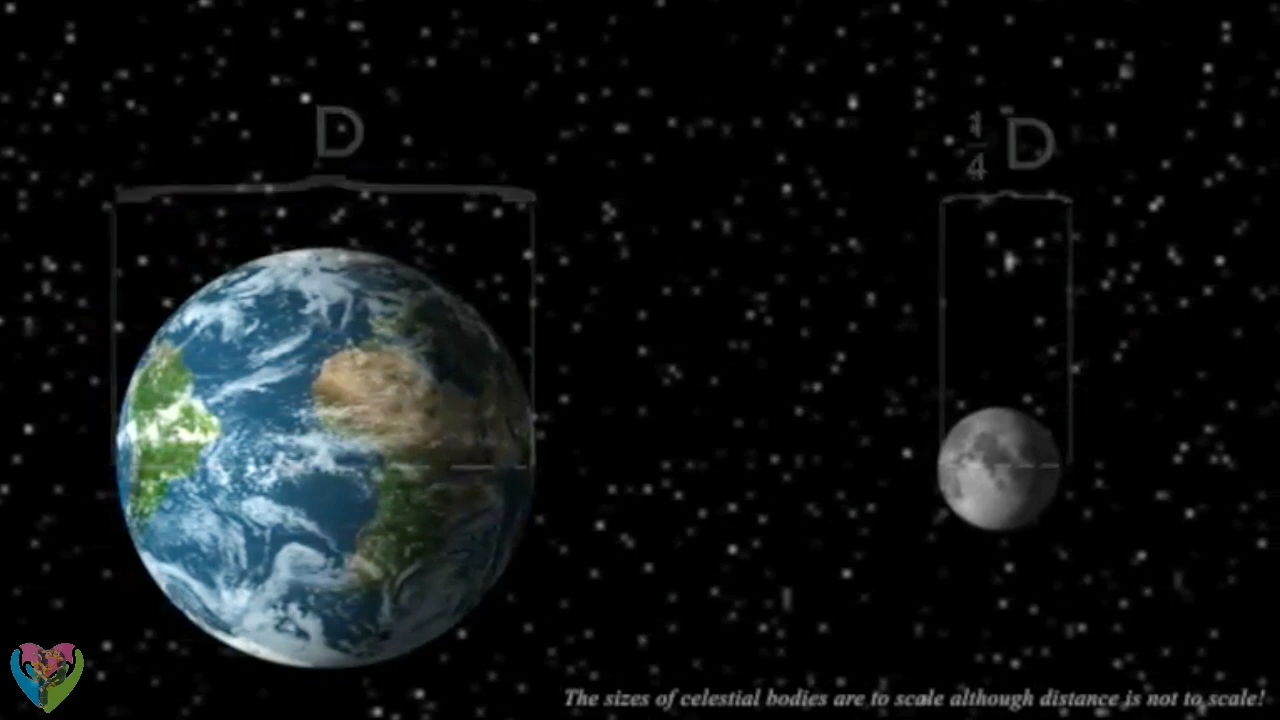 D
1/4 D
The sizes of celestial bodies are to scale although distance is not to scale!